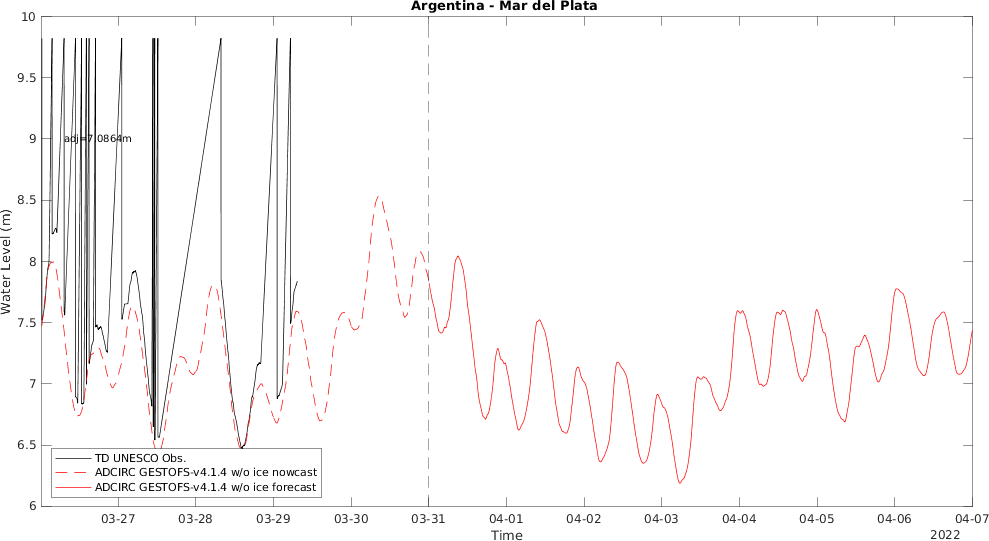 Argentina - Mar del Plata
10
9.5
9
8.5
8
7.5
7
6.5
6
Water Level (m)
adj=7.0864m
TD UNESCO Obs.
ADCIRC GESTOFS-v4.1.4 w/o ice nowcast
ADCIRC GESTOFS-v4.1.4 w/o ice forecast
03-27 03-28 03-29 03-30 03-31 04-01 04-02 04-03 04-04 04-05 04-06 04-07
Time
2022